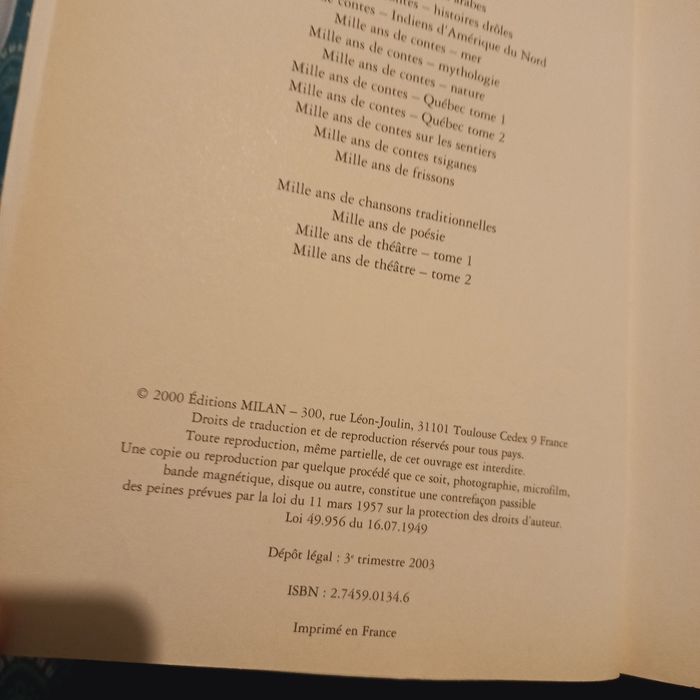 arabes
contes – histoires drôles
contes – Indiens d'Amérique du Nord
Mille ans de contes – mer
Mille ans de contes – mythologie
Mille ans de contes – nature
Mille ans de contes – Québec tome 1
Mille ans de contes – Québec tome 2
Mille ans de contes sur les sentiers
Mille ans de contes tsiganes
Mille ans de frissons
Mille ans de chansons traditionnelles
Mille ans de poésie
Mille ans de théâtre – tome 1
Mille ans de théâtre – tome 2
© 2000 Éditions MILAN – 300, rue Léon-Joulin, 31101 Toulouse Cedex 9 France
Droits de traduction et de reproduction réservés pour tous pays.
Toute reproduction, même partielle, de cet ouvrage est interdite.
Une copie ou reproduction par quelque procédé que ce soit, photographie, microfilm,
bande magnétique, disque ou autre, constitue une contrefaçon passible
des peines prévues par la loi du 11 mars 1957 sur la protection des droits d'auteur.
Loi 49.956 du 16.07.1949
Dépôt légal : 3e trimestre 2003
ISBN : 2.7459.0134.6
Imprimé en France